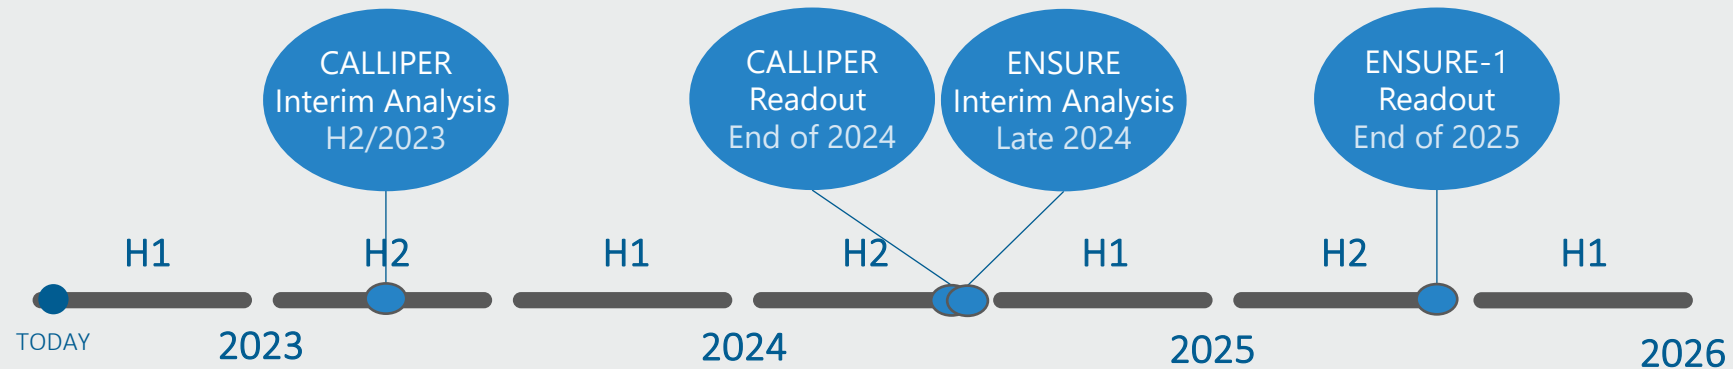 CALLIPER
Interim Analysis
H2/2023
CALLIPER
Readout
End of 2024
ENSURE
Interim Analysis
Late 2024
ENSURE-1
Readout
End of 2025
H1
H2
H1
H2
H1
H2
H1
TODAY
2023
2024
2025
2026